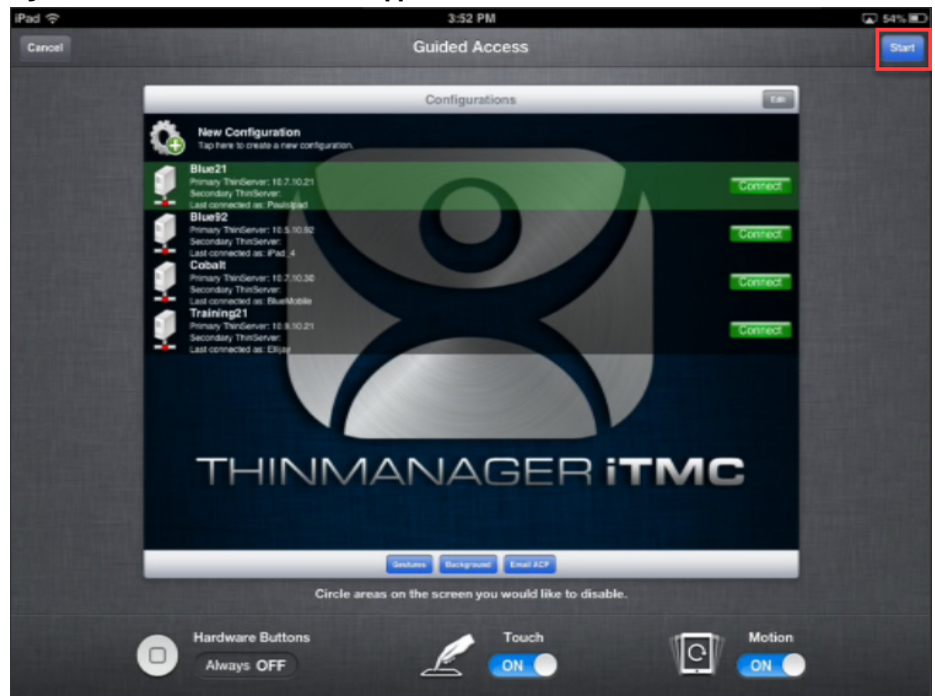 iPad 3:52 PM 54%
Cancel Guided Access Start
Configurations Edit
New Configuration
Tap here to create a new configuration.
Blue21
Primary ThinServer: 10.7.10.21
Secondary ThinServer:
Last connected as: PaulsIpad
Connect
Blue92
Primary ThinServer: 10.5.10.92
Secondary ThinServer:
Last connected as: iPad_4
Connect
Cobalt
Primary ThinServer: 10.7.10.30
Secondary ThinServer:
Last connected as: BlueMobile
Connect
Training21
Primary ThinServer: 10.8.10.21
Secondary ThinServer:
Last connected as: Ellijay
Connect
THINMANAGER iTMC
Gestures Background Email ACP
Circle areas on the screen you would like to disable.
Hardware Buttons Touch Motion
Always OFF ON ON